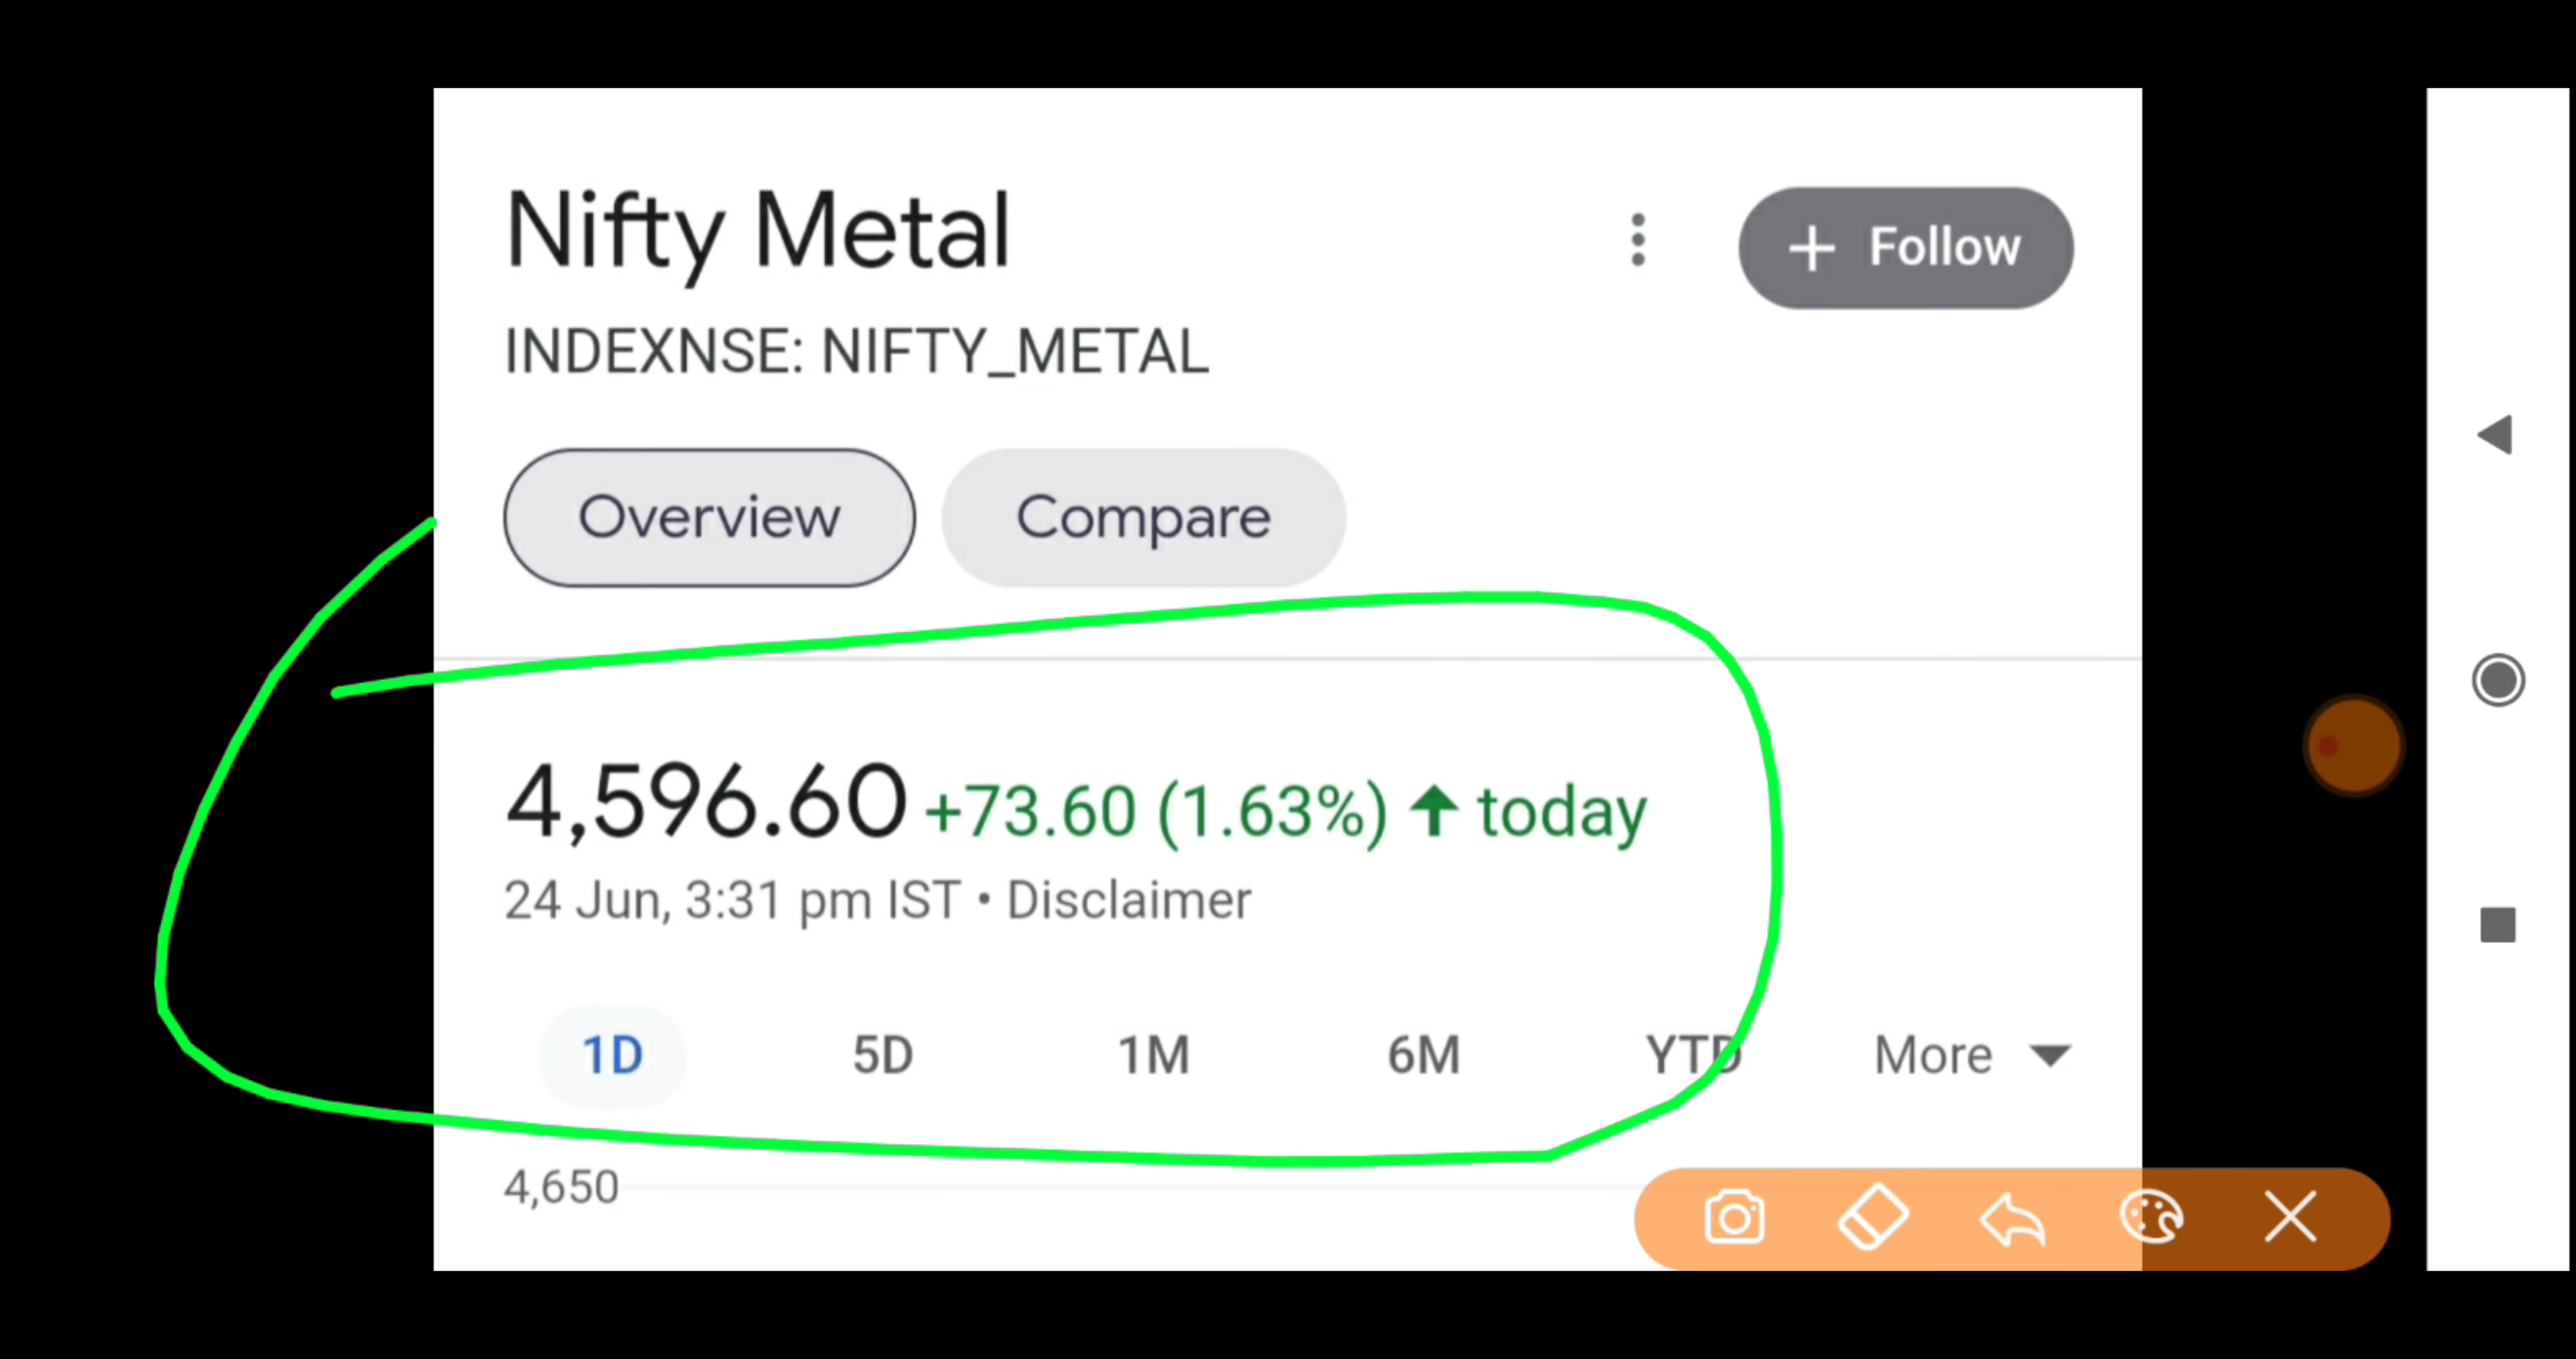 Nifty Metal
+ Follow
INDEXNSE: NIFTY_METAL
Overview Compare
4,596.60 +73.60 (1.63%) ↑ today
24 Jun, 3:31 pm IST • Disclaimer
1D 5D 1M 6M YTD More
4,650